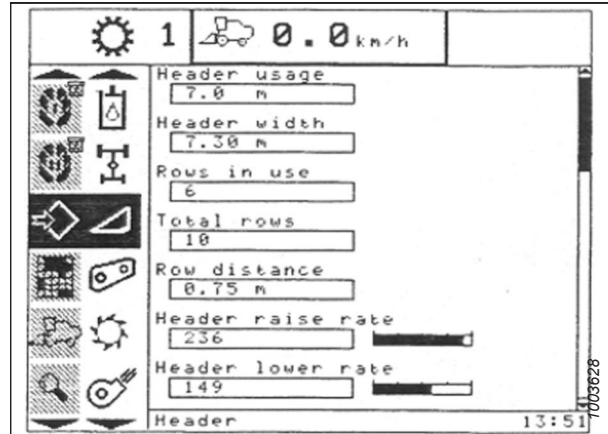 1
0.0 km/h
Header usage
7.0 m
Header width
7.30 m
Rows in use
6
Total rows
10
Row distance
0.75 m
Header raise rate
236
Header lower rate
149
Header
13:51
1003628